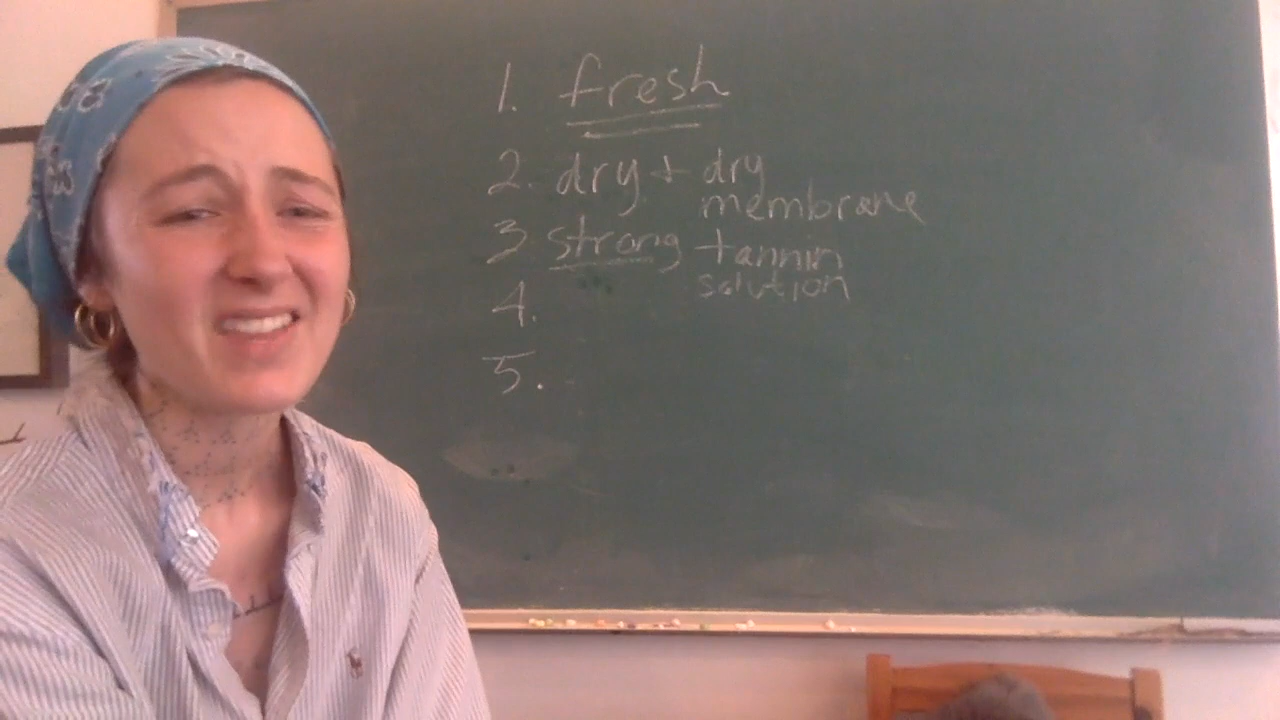 1. fresh
2. dry + dry
membrane
3 strong tannin
solution
4.
5.